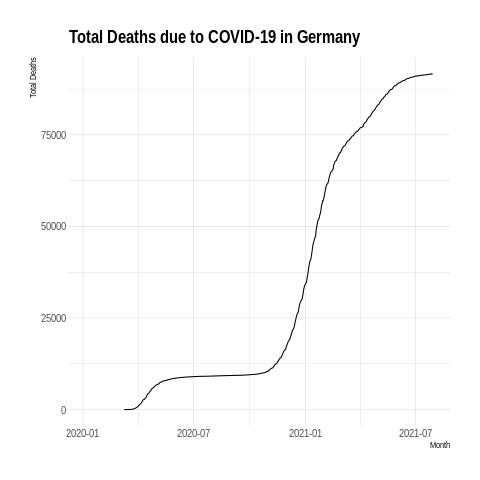 Total Deaths due to COVID-19 in Germany
Total Deaths
75000
50000
25000
0
2020-01 2020-07 2021-01 2021-07
Month